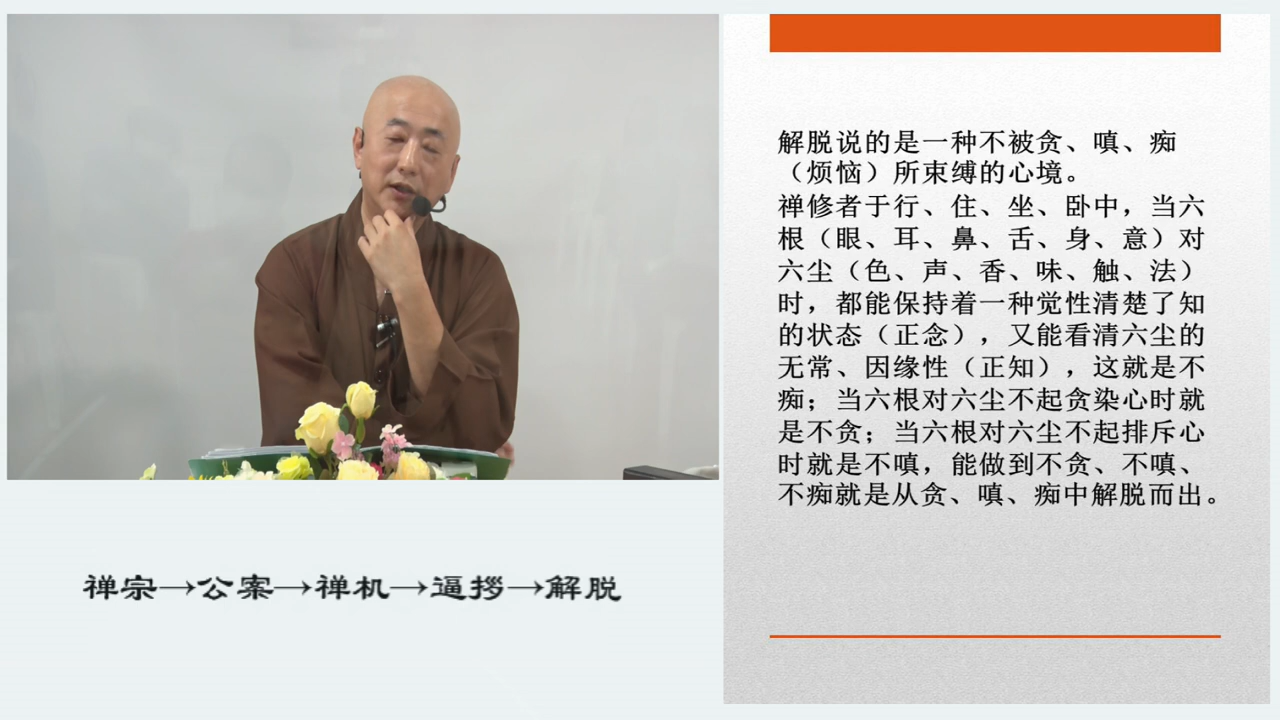 解脱说的是一种不被贪、嗔、痴
（烦恼）所束缚的心境。
禅修者于行、住、坐、卧中，当六
根（眼、耳、鼻、舌、身、意）对
六尘（色、声、香、味、触、法）
时，都能保持着一种觉性清楚了知
的状态（正念），又能看清六尘的
无常、因缘性（正知），这就是不
痴；当六根对六尘不起贪染心时就
是不贪；当六根对六尘不起排斥心
时就是不嗔，能做到不贪、不嗔、
不痴就是从贪、嗔、痴中解脱而出。
禅宗→公案→禅机→逼拶→解脱